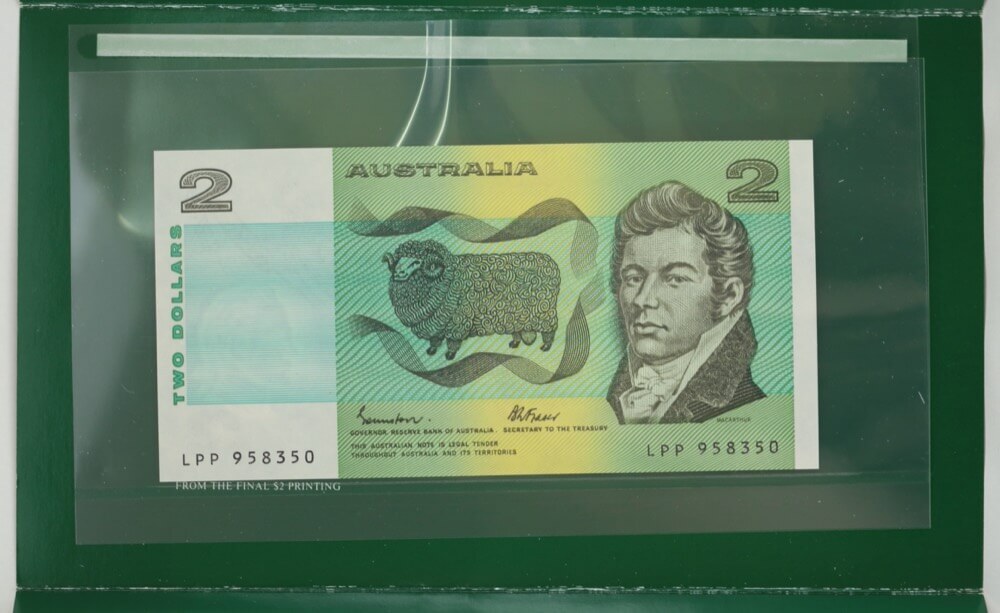 2
AUSTRALIA
2
TWO DOLLARS
GOVERNOR, RESERVE BANK OF AUSTRALIA. SECRETARY TO THE TREASURY
MACARTHUR
THIS AUSTRALIAN NOTE IS LEGAL TENDER
THROUGHOUT AUSTRALIA AND ITS TERRITORIES
LPP 958350
LPP 958350
FROM THE FINAL $2 PRINTING